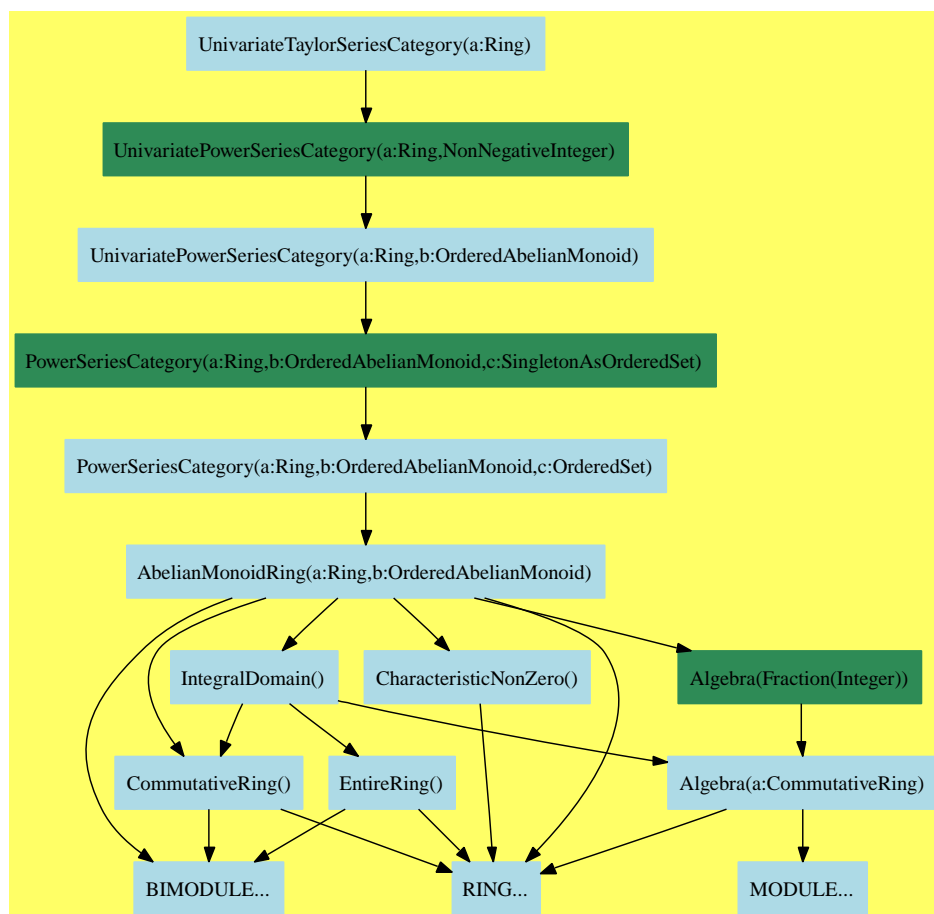 UnivariateTaylorSeriesCategory(a:Ring)
UnivariatePowerSeriesCategory(a:Ring,NonNegativeInteger)
UnivariatePowerSeriesCategory(a:Ring,b:OrderedAbelianMonoid)
PowerSeriesCategory(a:Ring,b:OrderedAbelianMonoid,c:SingletonAsOrderedSet)
PowerSeriesCategory(a:Ring,b:OrderedAbelianMonoid,c:OrderedSet)
AbelianMonoidRing(a:Ring,b:OrderedAbelianMonoid)
IntegralDomain()
CharacteristicNonZero()
Algebra(Fraction(Integer))
CommutativeRing()
EntireRing()
Algebra(a:CommutativeRing)
BIMODULE...
RING...
MODULE...